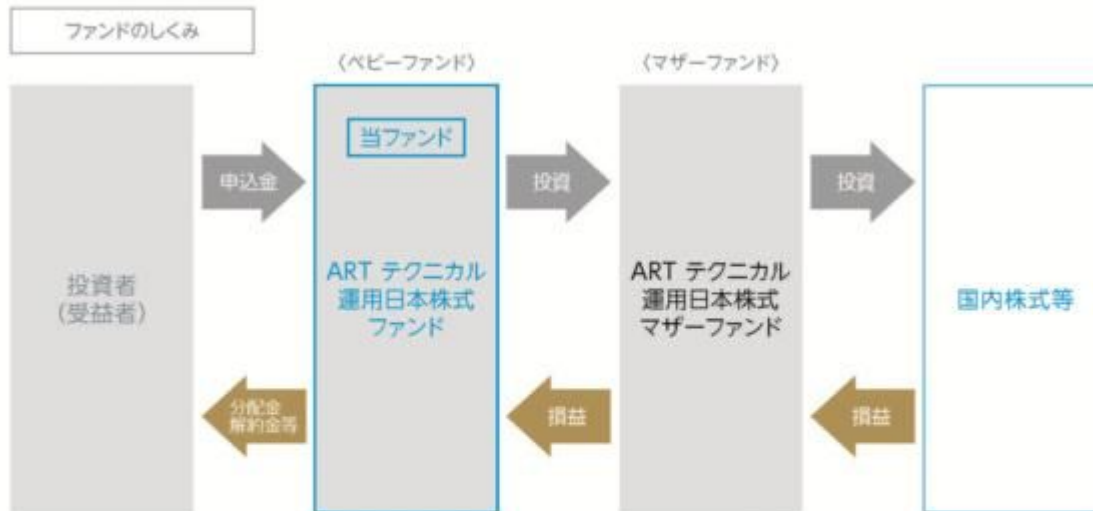 ファンドのしくみ
〈ベビーファンド〉
〈マザーファンド〉
当ファンド
申込金
投資
投資
投資者
(受益者)
ART テクニカル
運用日本株式
ファンド
ART テクニカル
運用日本株式
マザーファンド
国内株式等
分配金
解約金等
損益
損益